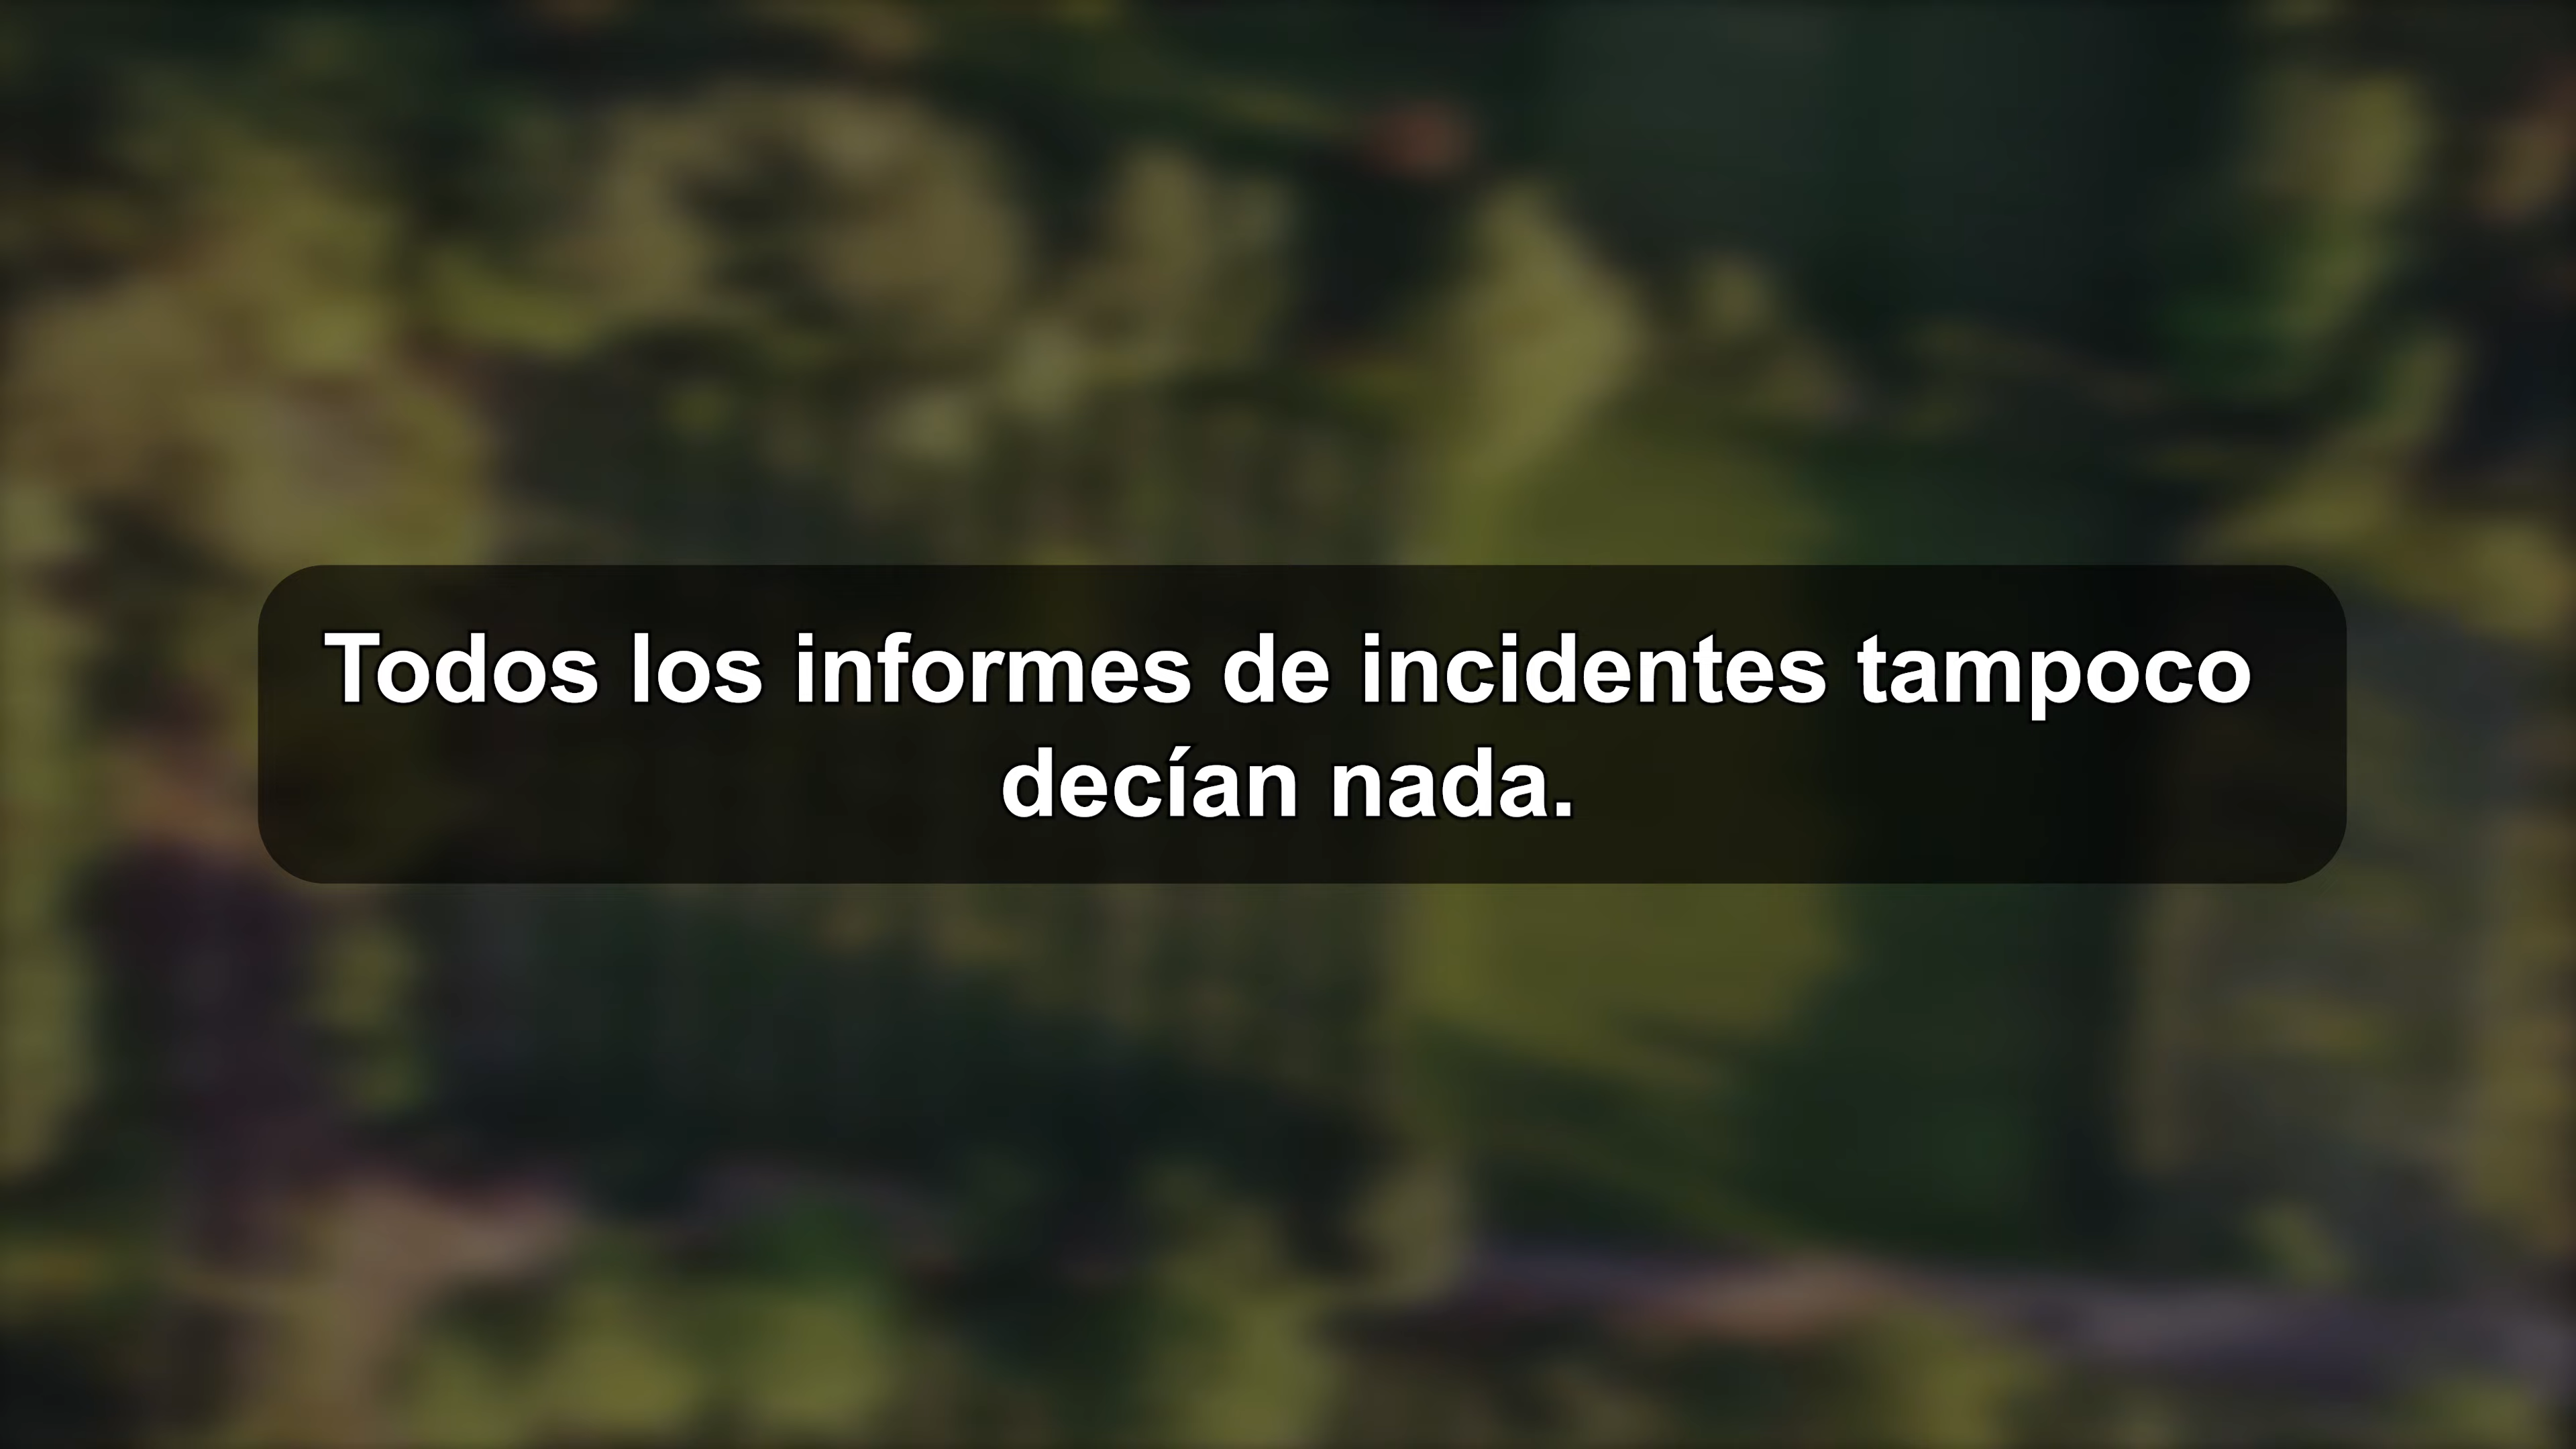 Todos los informes de incidentes tampoco
decían nada.